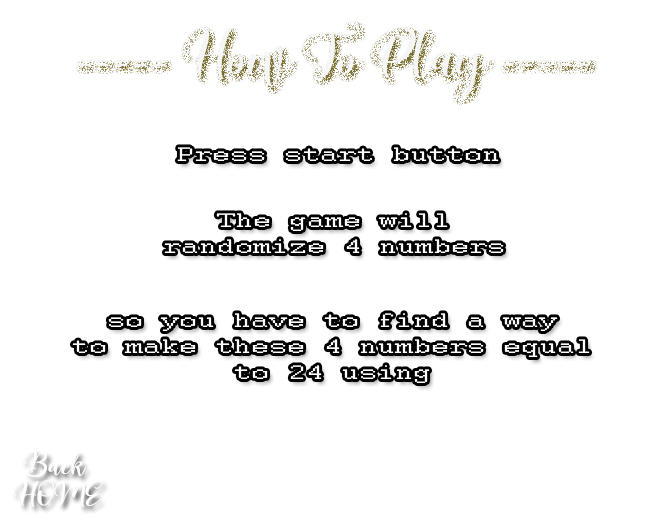 ----- How To Play -----
Press start button
The game will
randomize 4 numbers
so you have to find a way
to make these 4 numbers equal
to 24 using
Back
HOME